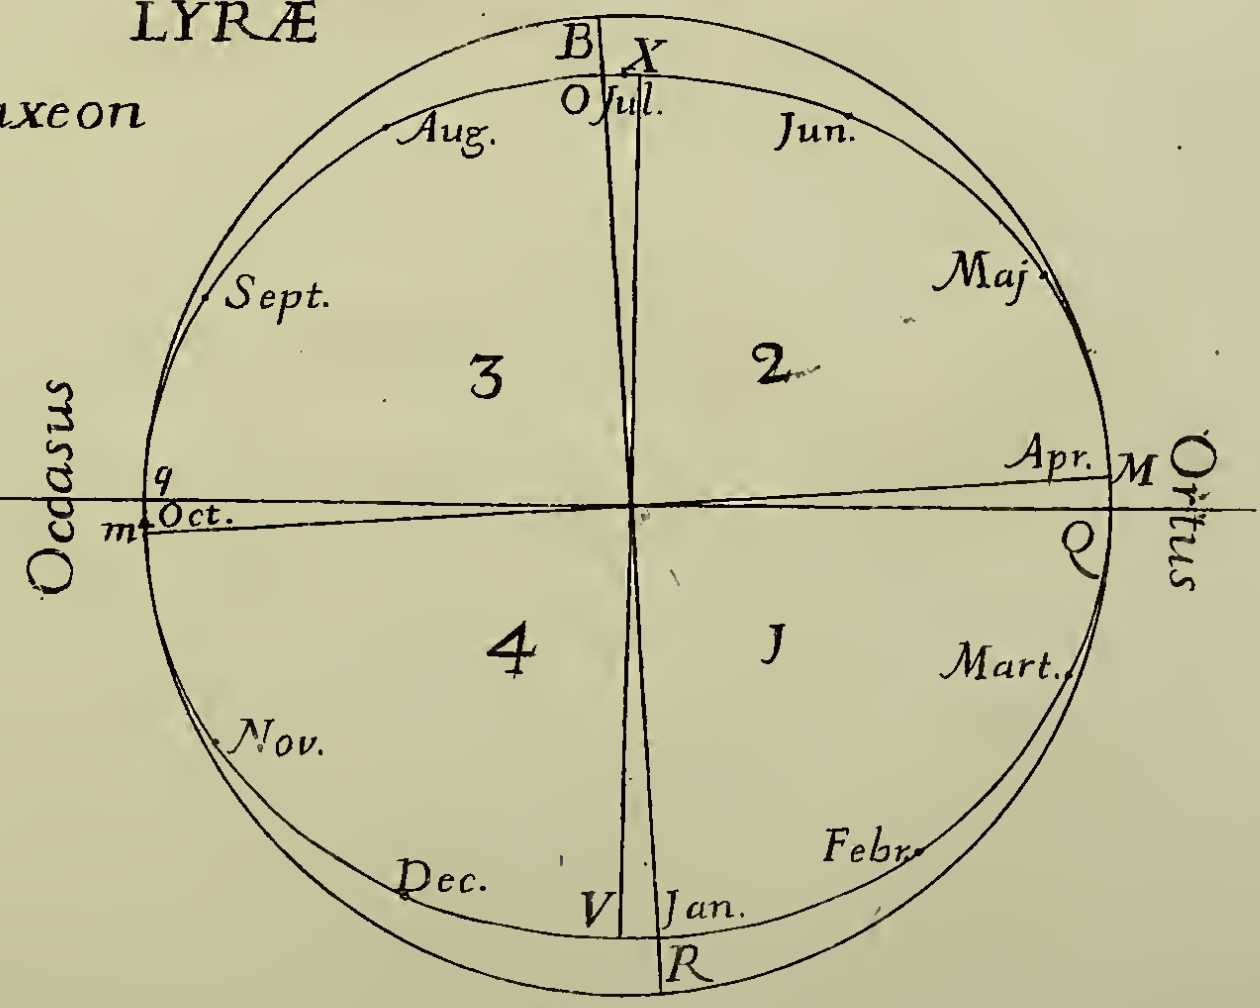 LYRÆ
B X
axeon
O Jul.
Aug. Jun.
Maj
Sept.
3 2
Occasus
Ortus
Apr. M
q
Oct.
m
Q
4 J
Mart.
Nov.
Febr.
Dec.
V Jan.
R